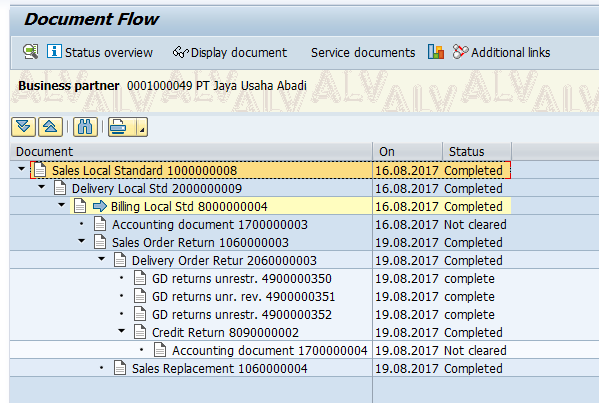 Document Flow
Status overview Display document Service documents Additional links
Business partner 0001000049 PT Jaya Usaha Abadi
ALV ALV ALV ALV ALV ALV
Document On Status
Sales Local Standard 1000000008 16.08.2017 Completed
Delivery Local Std 2000000009 16.08.2017 Completed
Billing Local Std 8000000004 16.08.2017 Completed
Accounting document 1700000003 16.08.2017 Not cleared
Sales Order Return 1060000003 19.08.2017 Completed
Delivery Order Retur 2060000003 19.08.2017 Completed
GD returns unrestr. 4900000350 19.08.2017 complete
GD returns unr. rev. 4900000351 19.08.2017 complete
GD returns unrestr. 4900000352 19.08.2017 complete
Credit Return 8090000002 19.08.2017 Completed
Accounting document 1700000004 19.08.2017 Not cleared
Sales Replacement 1060000004 19.08.2017 Completed